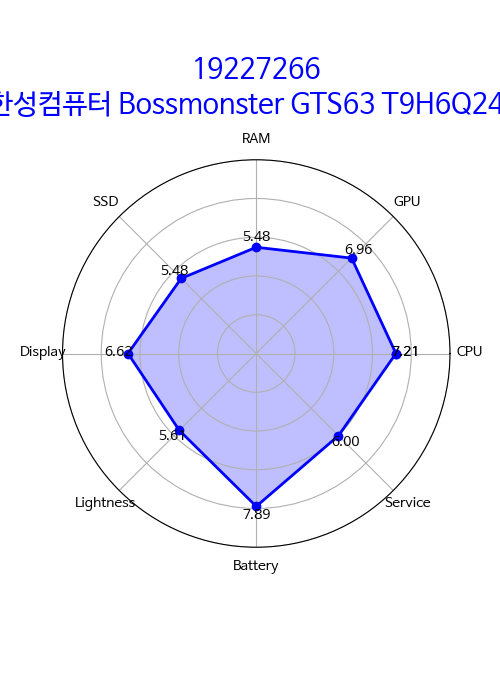 19227266
한성컴퓨터 Bossmonster GTS63 T9H6Q24
RAM
SSD
GPU
5.48
6.96
5.48
Display
6.62
7.21
CPU
5.61
6.00
Lightness
Service
7.89
Battery